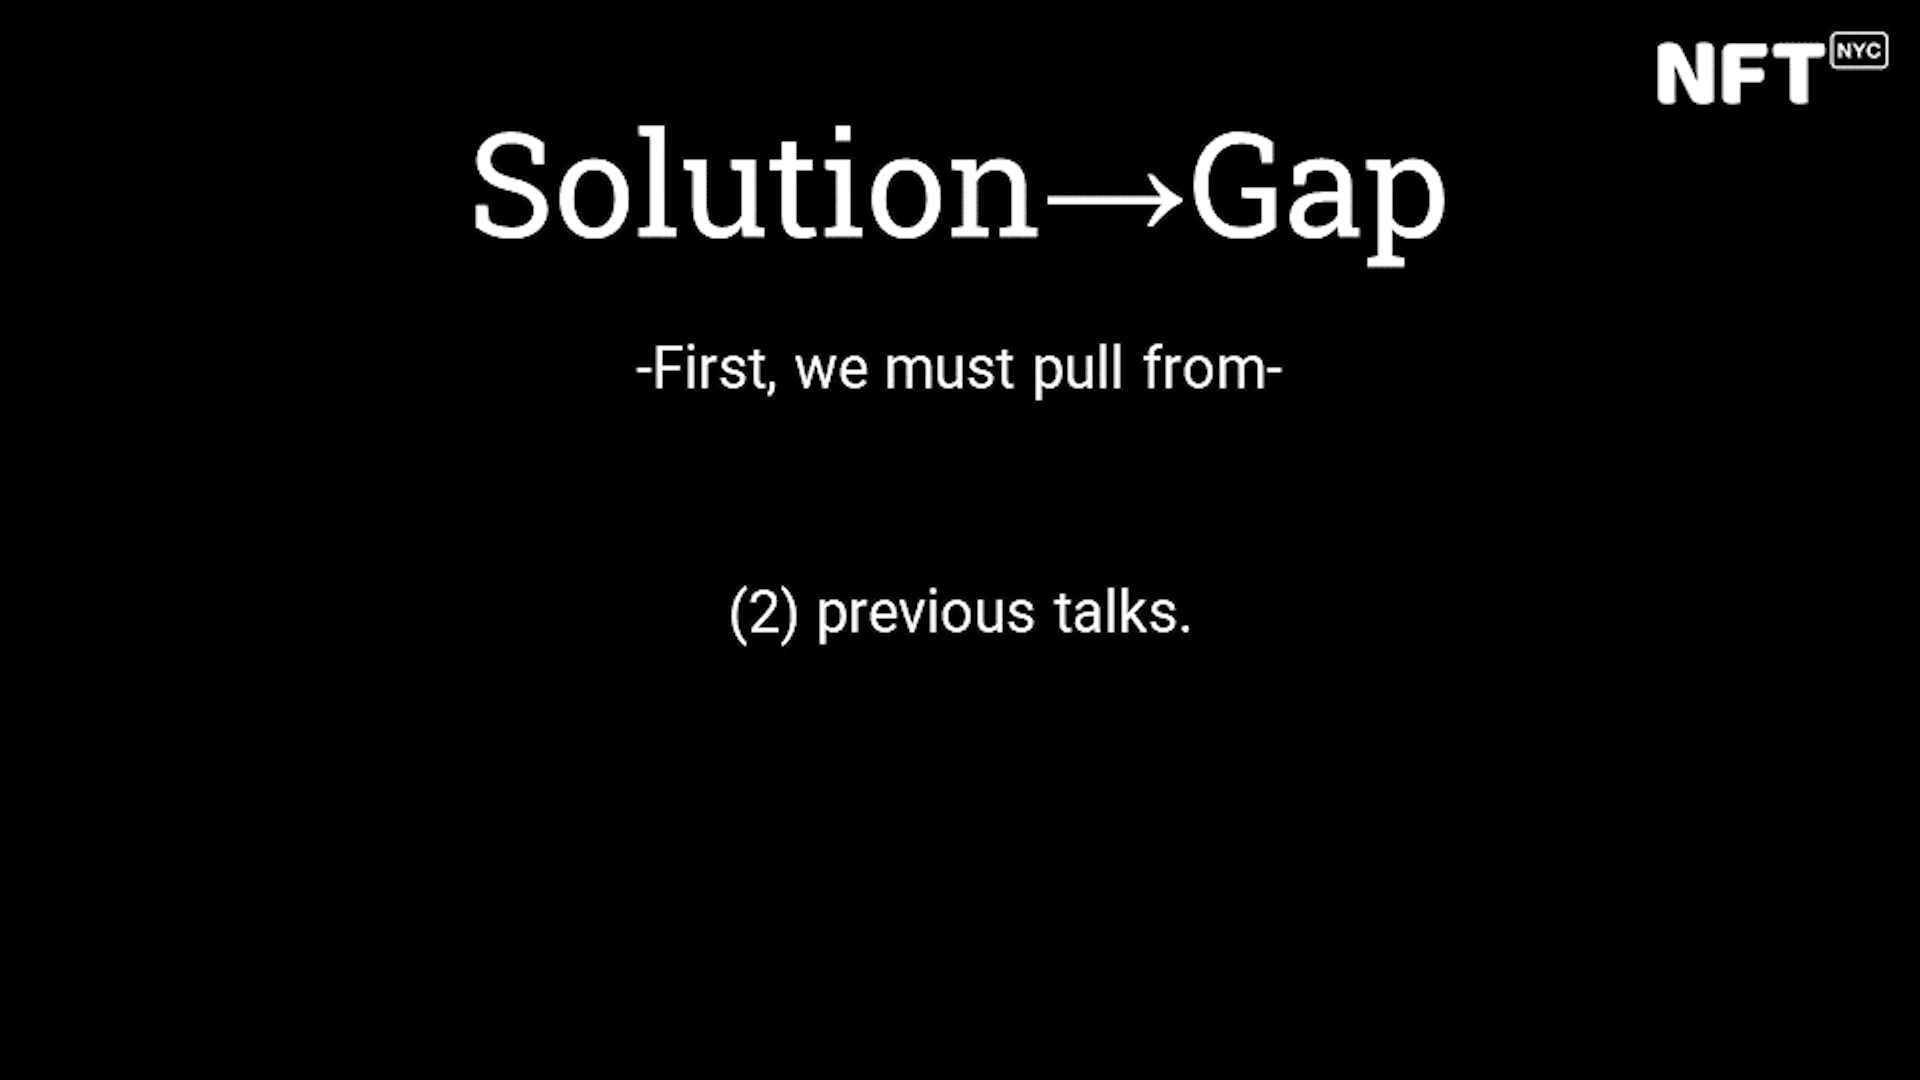 NFT NYC
Solution→Gap
-First, we must pull from-
(2) previous talks.